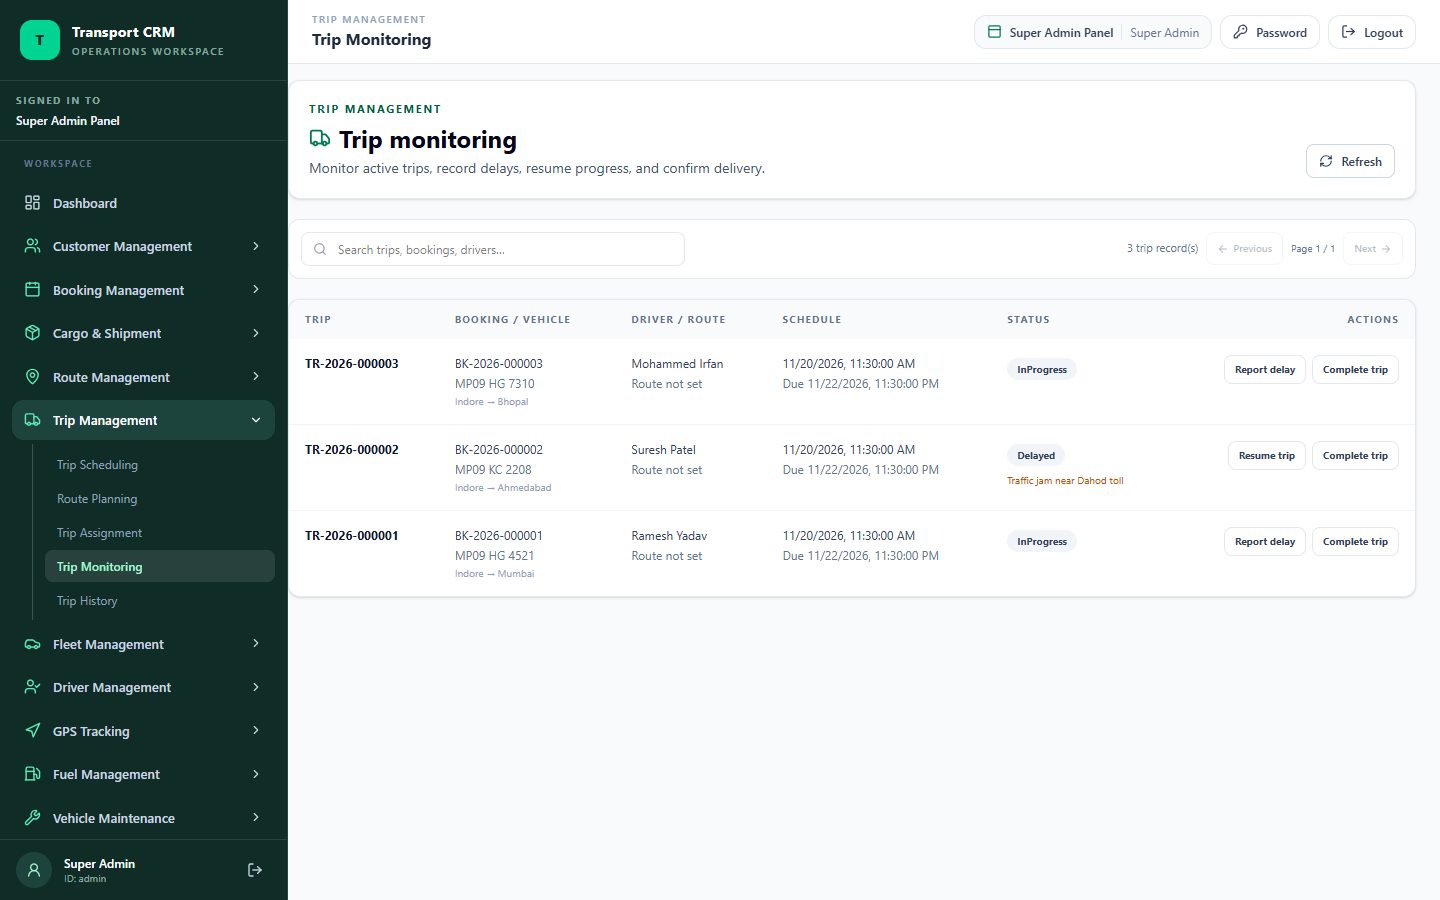 T
Transport CRM
OPERATIONS WORKSPACE
SIGNED IN TO
Super Admin Panel
WORKSPACE
Dashboard
Customer Management
Booking Management
Cargo & Shipment
Route Management
Trip Management
Trip Scheduling
Route Planning
Trip Assignment
Trip Monitoring
Trip History
Fleet Management
Driver Management
GPS Tracking
Fuel Management
Vehicle Maintenance
Super Admin
ID: admin
TRIP MANAGEMENT
Trip Monitoring
Super Admin Panel Super Admin
Password
Logout
TRIP MANAGEMENT
Trip monitoring
Monitor active trips, record delays, resume progress, and confirm delivery.
Refresh
Search trips, bookings, drivers...
3 trip record(s) ← Previous Page 1 / 1 Next →
TRIP BOOKING / VEHICLE DRIVER / ROUTE SCHEDULE STATUS ACTIONS
TR-2026-000003 BK-2026-000003 Mohammed Irfan 11/20/2026, 11:30:00 AM InProgress Report delay Complete trip
MP09 HG 7310 Route not set Due 11/22/2026, 11:30:00 PM
Indore → Bhopal
TR-2026-000002 BK-2026-000002 Suresh Patel 11/20/2026, 11:30:00 AM Delayed Resume trip Complete trip
MP09 KC 2208 Route not set Due 11/22/2026, 11:30:00 PM
Indore → Ahmedabad Traffic jam near Dahod toll
TR-2026-000001 BK-2026-000001 Ramesh Yadav 11/20/2026, 11:30:00 AM InProgress Report delay Complete trip
MP09 HG 4521 Route not set Due 11/22/2026, 11:30:00 PM
Indore → Mumbai